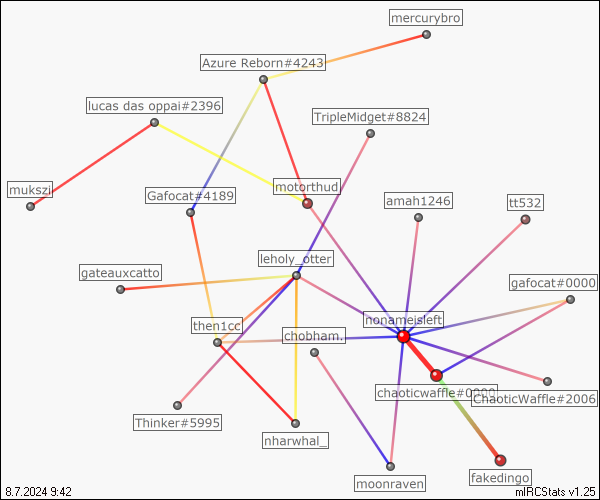 mercurybro
Azure Reborn#4243
lucas das oppai#2396
TripleMidget#8824
mukszi
Gafocat#4189
motorthud
amah1246
tt532
leholy_otter
gateauxcatto
gafocat#0000
then1cc
nonameisleft
chobham.
chaoticwaffle#0000
ChaoticWaffle#2006
Thinker#5995
nharwhal_
moonraven
fakedingo
8.7.2024 9:42
mIRCStats v1.25